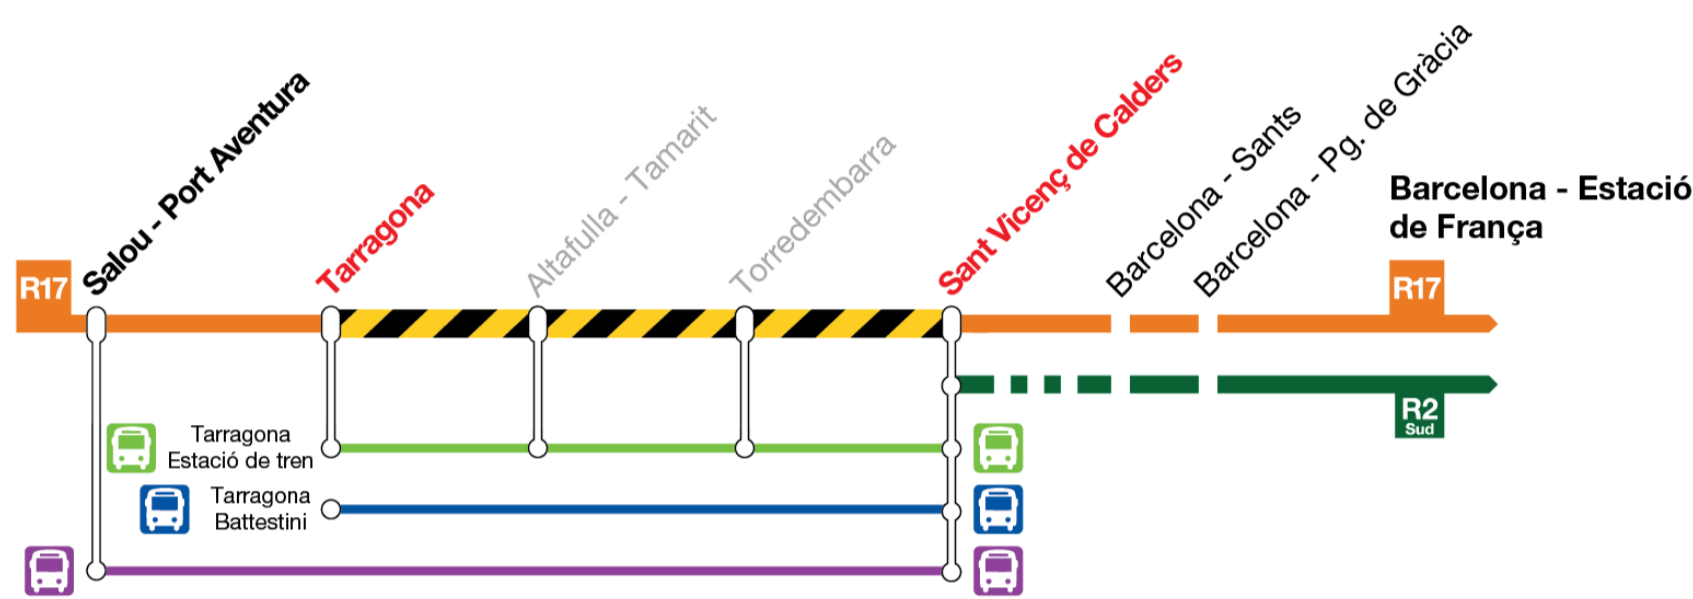 R17
Salou - Port Aventura
Tarragona
Altafulla - Tamarit
Torredembarra
Sant Vicenç de Calders
Barcelona - Sants
Barcelona - Pg. de Gràcia
Barcelona - Estació
de França
R17
R2
Sud
Tarragona
Estació de tren
Tarragona
Battestini